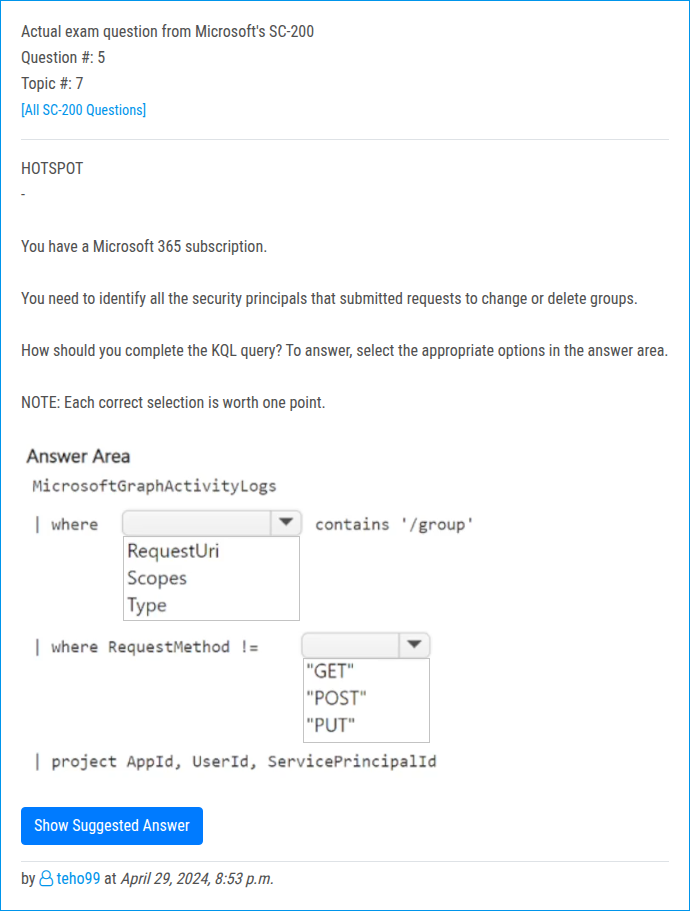 Actual exam question from Microsoft's SC-200
Question #: 5
Topic #: 7
[All SC-200 Questions]
HOTSPOT
-
You have a Microsoft 365 subscription.
You need to identify all the security principals that submitted requests to change or delete groups.
How should you complete the KQL query? To answer, select the appropriate options in the answer area.
NOTE: Each correct selection is worth one point.
Answer Area
MicrosoftGraphActivityLogs
| where contains '/group'
RequestUri
Scopes
Type
| where RequestMethod !=
"GET"
"POST"
"PUT"
| project AppId, UserId, ServicePrincipalId
Show Suggested Answer
by teho99 at April 29, 2024, 8:53 p.m.